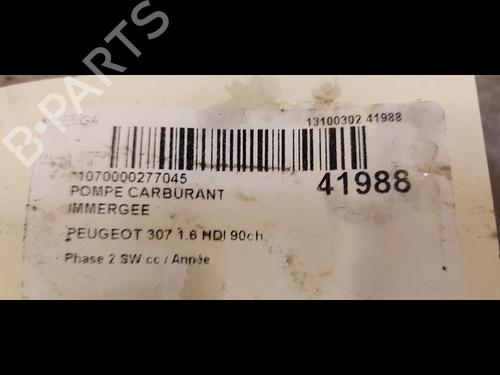 B-PARTS
13100302 41988
1070000277045
41988
POMPE CARBURANT
IMMERGEE
PEUGEOT 307 1.6 HDI 90ch
Phase 2 SW cc / Année